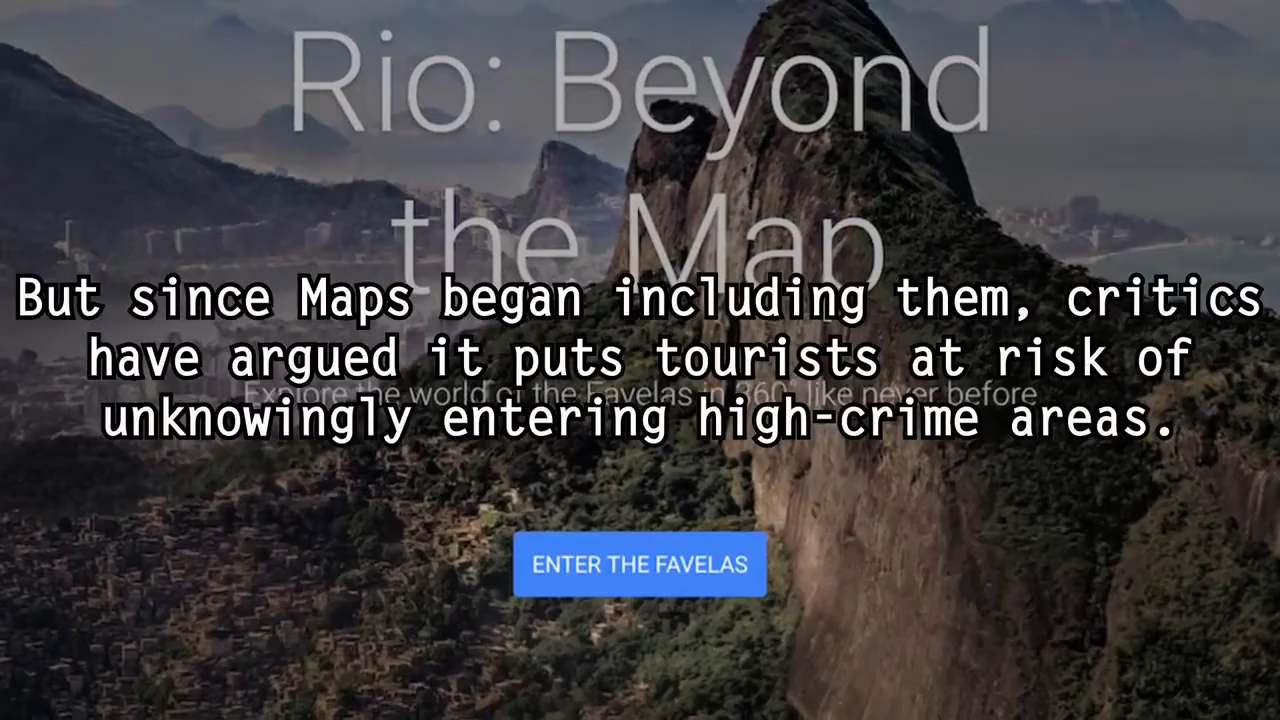 Rio: Beyond
the Map
But since Maps began including them, critics
have argued it puts tourists at risk of
Explore the world of the Favelas in 360° like never before
unknowingly entering high-crime areas.
ENTER THE FAVELAS